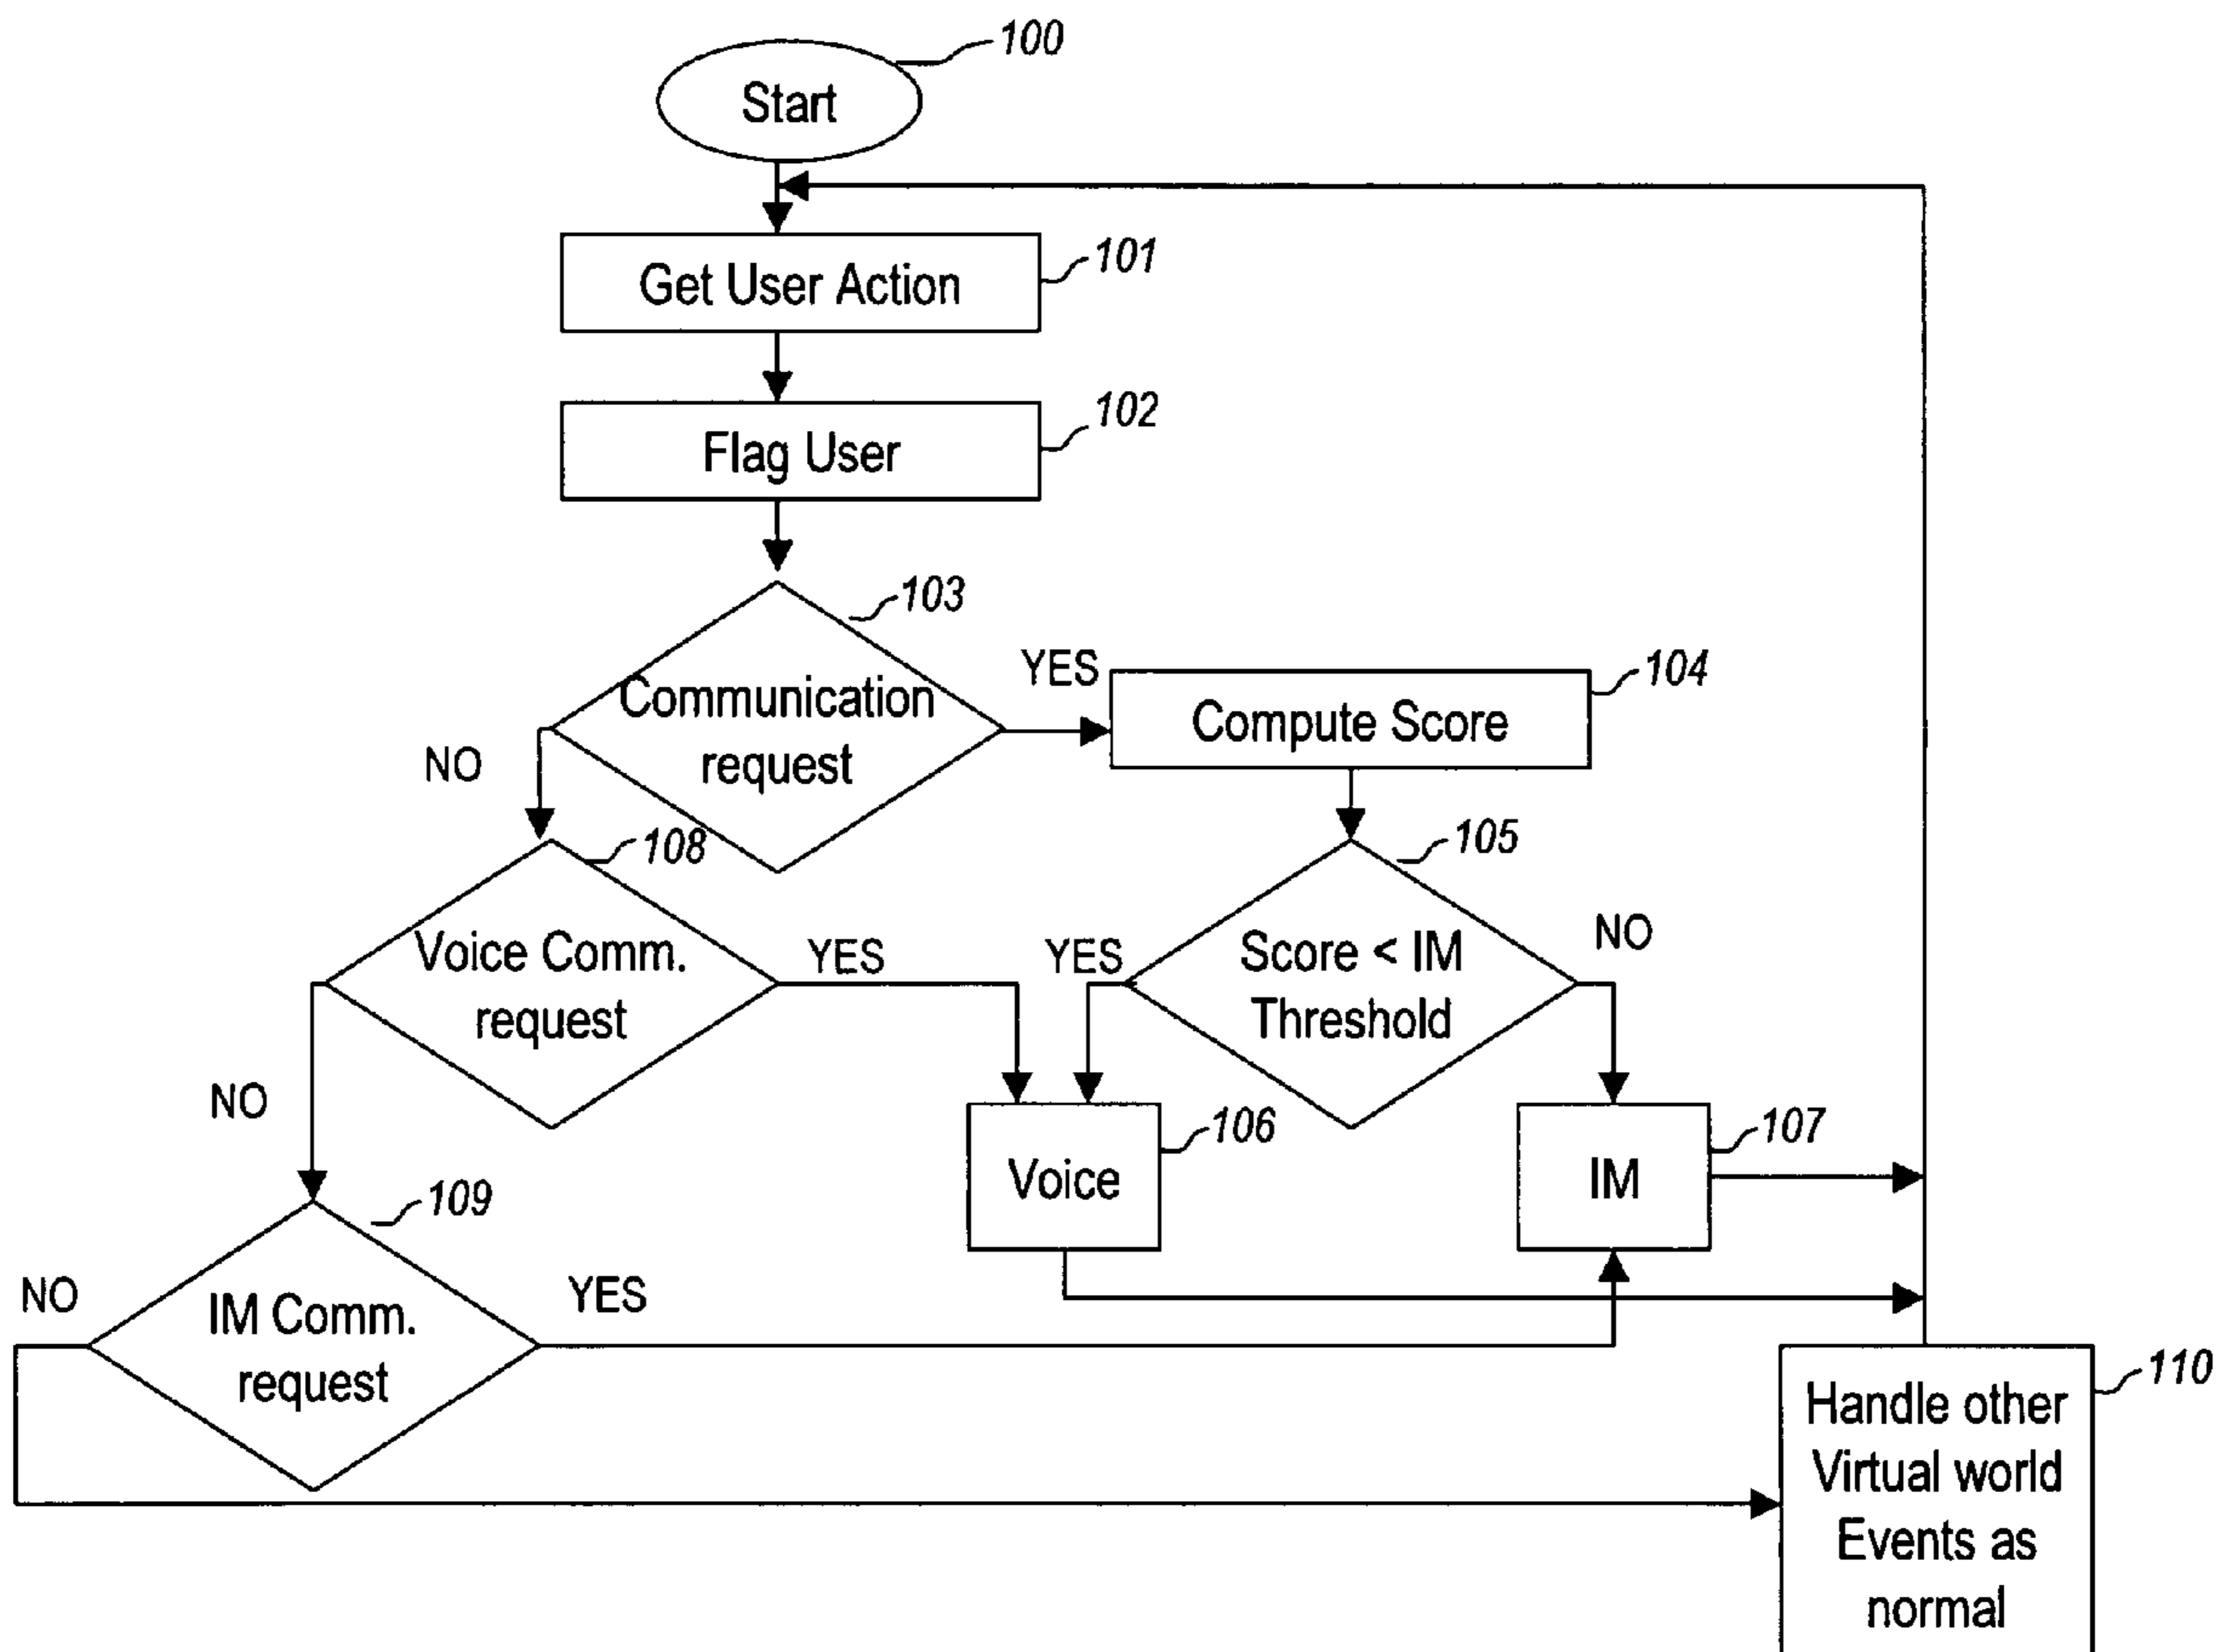 100
Start
Get User Action
101
Flag User
102
103
Communication
request
YES
NO
Compute Score
104
108
Voice Comm.
request
YES
NO
105
Score < IM
Threshold
YES
NO
Voice
106
IM
107
109
IM Comm.
request
NO
YES
Handle other
Virtual world
Events as
normal
110